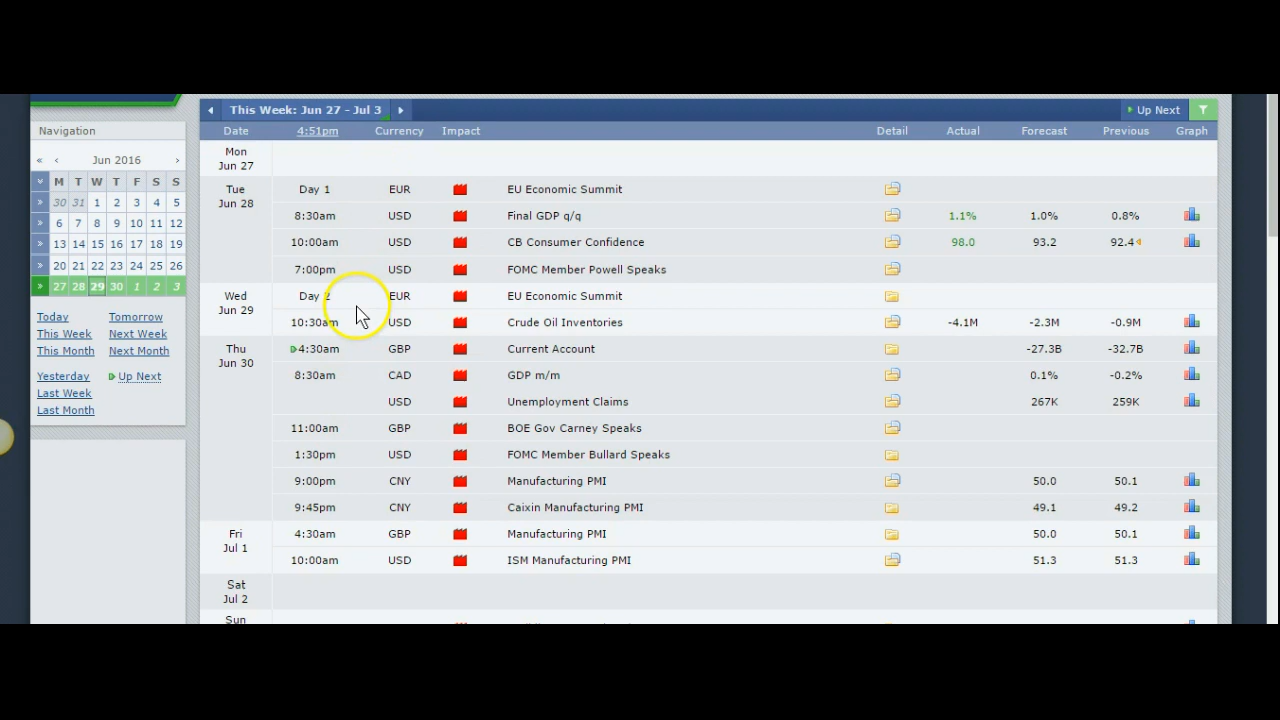 This Week: Jun 27 - Jul 3
Up Next
Navigation
Date 4:51pm Currency Impact Detail Actual Forecast Previous Graph
« ‹ Jun 2016 ›
M T W T F S S
30 31 1 2 3 4 5
6 7 8 9 10 11 12
13 14 15 16 17 18 19
20 21 22 23 24 25 26
27 28 29 30 1 2 3
Today Tomorrow
This Week Next Week
This Month Next Month
Yesterday Up Next
Last Week
Last Month
Mon
Jun 27
Tue
Jun 28
Day 1 EUR EU Economic Summit
8:30am USD Final GDP q/q 1.1% 1.0% 0.8%
10:00am USD CB Consumer Confidence 98.0 93.2 92.4
7:00pm USD FOMC Member Powell Speaks
Wed
Jun 29
Day 2 EUR EU Economic Summit
10:30am USD Crude Oil Inventories -4.1M -2.3M -0.9M
Thu
Jun 30
4:30am GBP Current Account -27.3B -32.7B
8:30am CAD GDP m/m 0.1% -0.2%
USD Unemployment Claims 267K 259K
11:00am GBP BOE Gov Carney Speaks
1:30pm USD FOMC Member Bullard Speaks
9:00pm CNY Manufacturing PMI 50.0 50.1
9:45pm CNY Caixin Manufacturing PMI 49.1 49.2
Fri
Jul 1
4:30am GBP Manufacturing PMI 50.0 50.1
10:00am USD ISM Manufacturing PMI 51.3 51.3
Sat
Jul 2
Sun